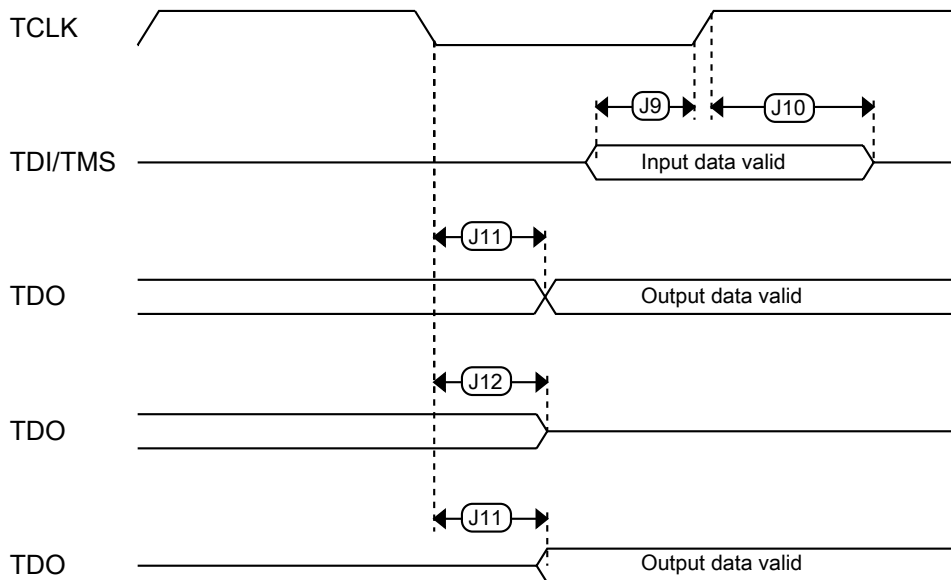 TCLK
J9
J10
TDI/TMS
Input data valid
J11
TDO
Output data valid
J12
TDO
J11
TDO
Output data valid